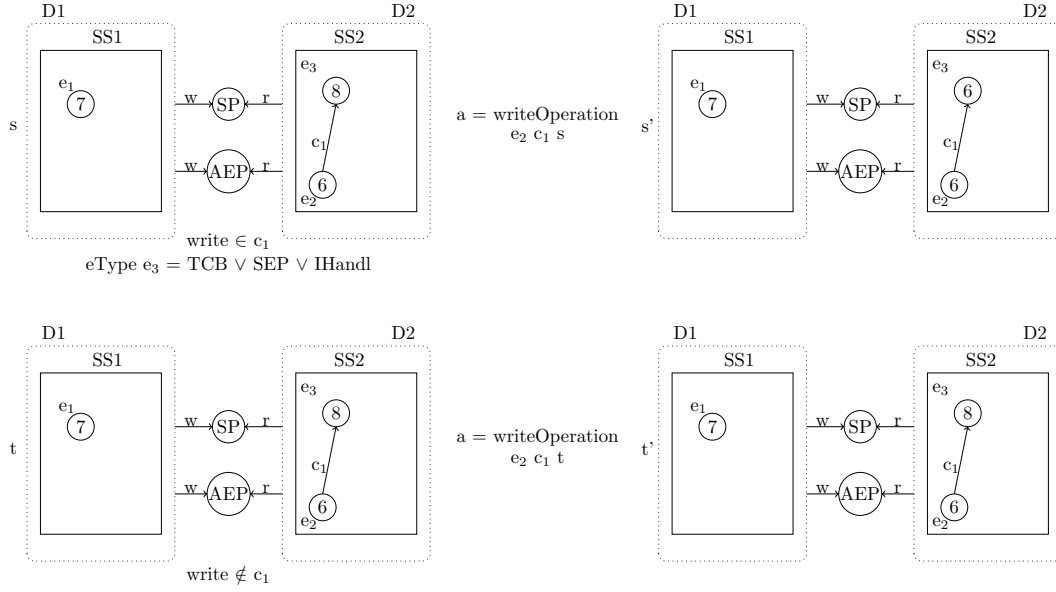 D1 D2 D1 D2
SS1 SS2 SS1 SS2
e₃ e₃
e₁ 8 e₁ 6
7 w SP r 7 w SP r
a = writeOperation
s e₂ c₁ s s'
c₁ c₁
w AEP r w AEP r
6 6
e₂ e₂
write ∈ c₁
eType e₃ = TCB ∨ SEP ∨ IHandl
D1 D2 D1 D2
SS1 SS2 SS1 SS2
e₃ e₃
e₁ 8 e₁ 8
7 w SP r 7 w SP r
a = writeOperation
t e₂ c₁ t t'
c₁ c₁
w AEP r w AEP r
6 6
e₂ e₂
write ∉ c₁